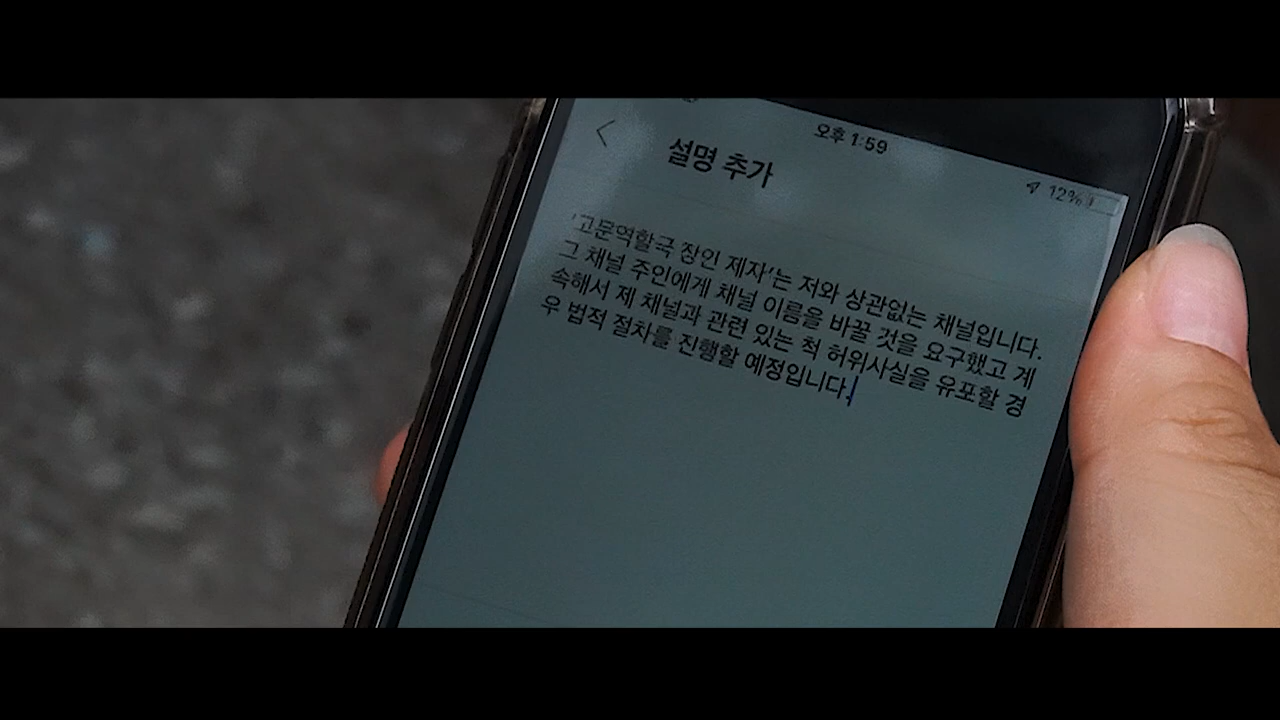 오후 1:59
12%
설명 추가
'고문역할극 장인 제자'는 저와 상관없는 채널입니다.
그 채널 주인에게 채널 이름을 바꿀 것을 요구했고 계
속해서 제 채널과 관련 있는 척 허위사실을 유포할 경
우 법적 절차를 진행할 예정입니다.